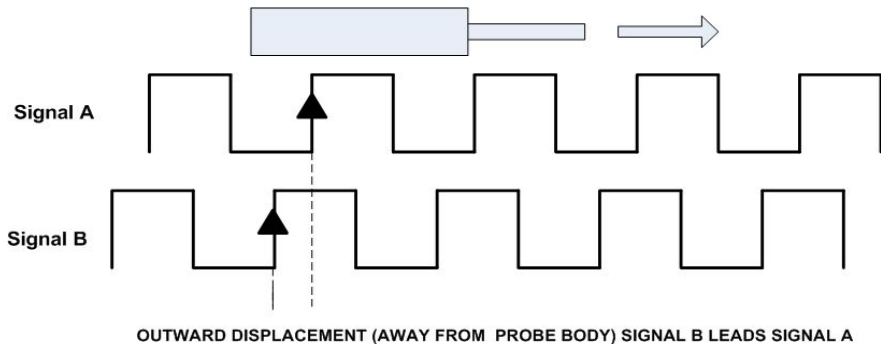 Signal A
Signal B
OUTWARD DISPLACEMENT (AWAY FROM PROBE BODY) SIGNAL B LEADS SIGNAL A